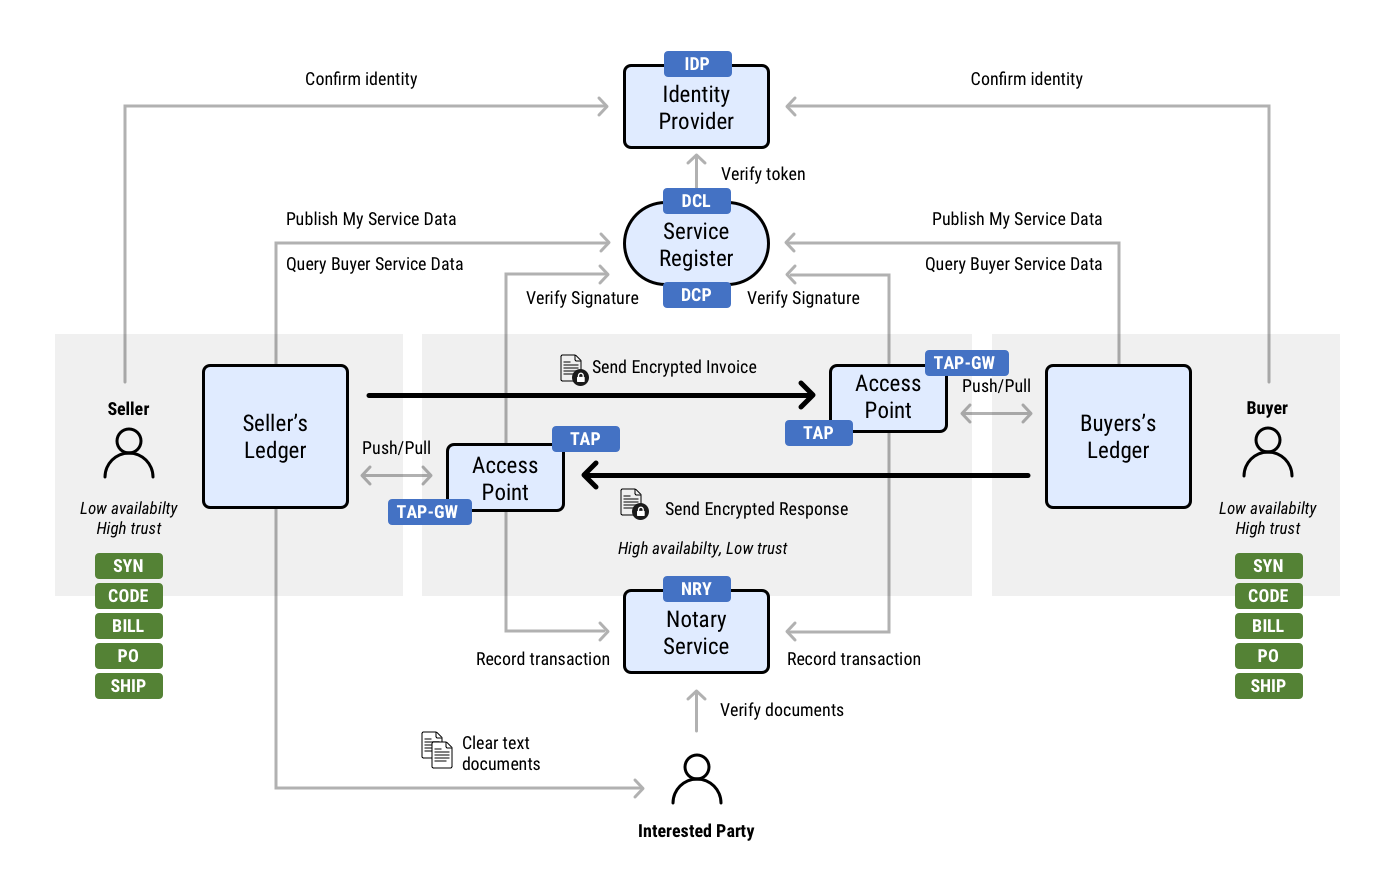 IDP
Identity
Provider
Confirm identity
Confirm identity
Verify token
DCL
Service
Register
DCP
Publish My Service Data
Query Buyer Service Data
Publish My Service Data
Query Buyer Service Data
Verify Signature
Verify Signature
Seller
Low availabilty
High trust
SYN
CODE
BILL
PO
SHIP
Seller’s
Ledger
Push/Pull
Send Encrypted Invoice
TAP
Access
Point
TAP-GW
TAP-GW
Access
Point
TAP
Push/Pull
Buyers’s
Ledger
Buyer
Low availabilty
High trust
SYN
CODE
BILL
PO
SHIP
Send Encrypted Response
High availabilty, Low trust
NRY
Notary
Service
Record transaction
Record transaction
Verify documents
Clear text
documents
Interested Party